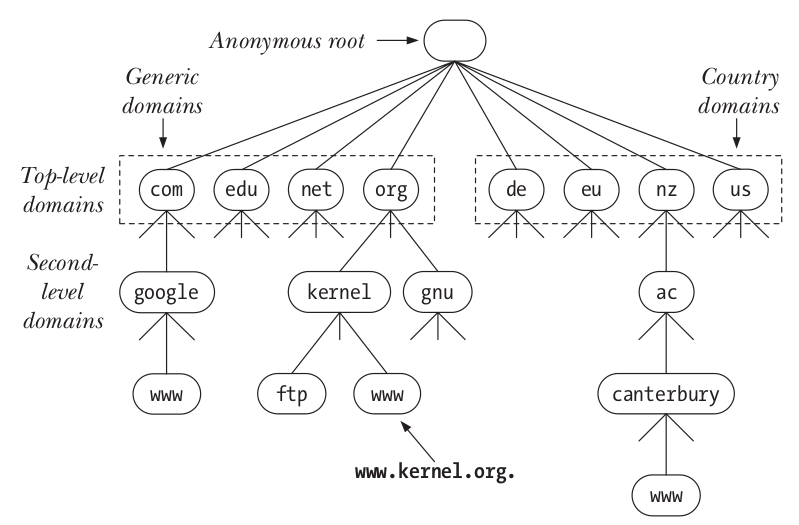 Anonymous root
Generic
domains
Country
domains
Top-level
domains
com
edu
net
org
de
eu
nz
us
Second-
level
domains
google
kernel
gnu
ac
www
ftp
www
canterbury
www.kernel.org.
www